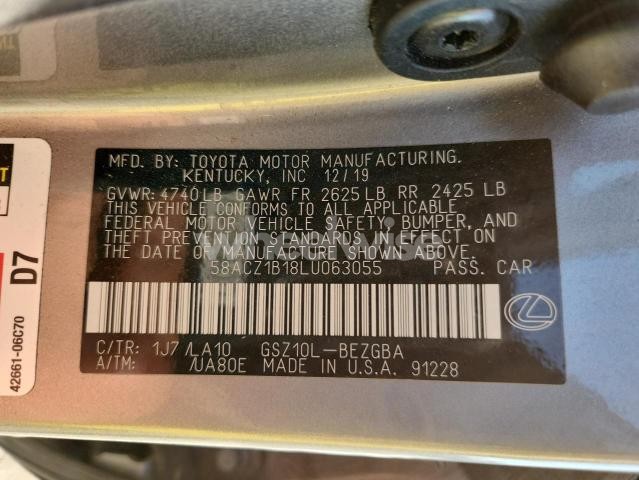 MFD. BY: TOYOTA MOTOR MANUFACTURING.
KENTUCKY, INC 12/19
GVWR: 4740 LB GAWR FR 2625 LB RR 2425 LB
THIS VEHICLE CONFORMS TO ALL APPLICABLE
FEDERAL MOTOR VEHICLE SAFETY, BUMPER, AND
THEFT PREVENTION STANDARDS IN EFFECT ON
THE DATE OF MANUFACTURE SHOWN ABOVE.
58ACZ1B18LU063055 PASS. CAR
C/TR: 1J7 /LA10 GSZ10L-BEZGBA
A/TM: /UA80E MADE IN U.S.A. 91228
D7
42661-06C70